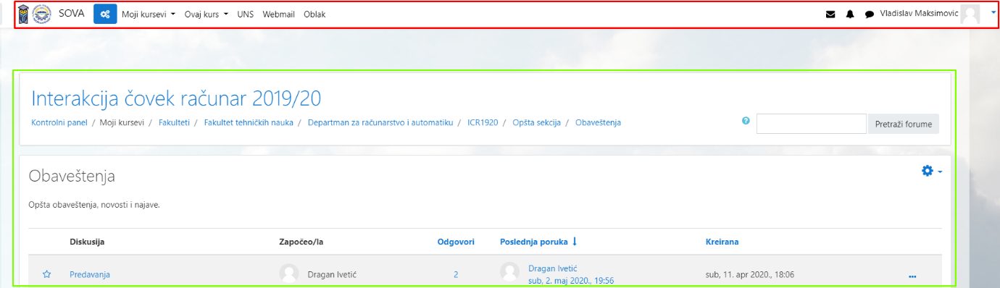 SOVA Moji kursevi Ovaj kurs UNS Webmail Oblak Vladislav Maksimovic
Interakcija čovek računar 2019/20
Kontrolni panel / Moji kursevi / Fakulteti / Fakultet tehničkih nauka / Departman za računarstvo i automatiku / ICR1920 / Opšta sekcija / Obaveštenja
Pretraži forume
Obaveštenja
Opšta obaveštenja, novosti i najave.
Diskusija Započeo/la Odgovori Poslednja poruka Kreirana
Predavanja Dragan Ivetić 2 Dragan Ivetić sub, 11. apr 2020., 18:06
sub, 2. maj 2020., 19:56